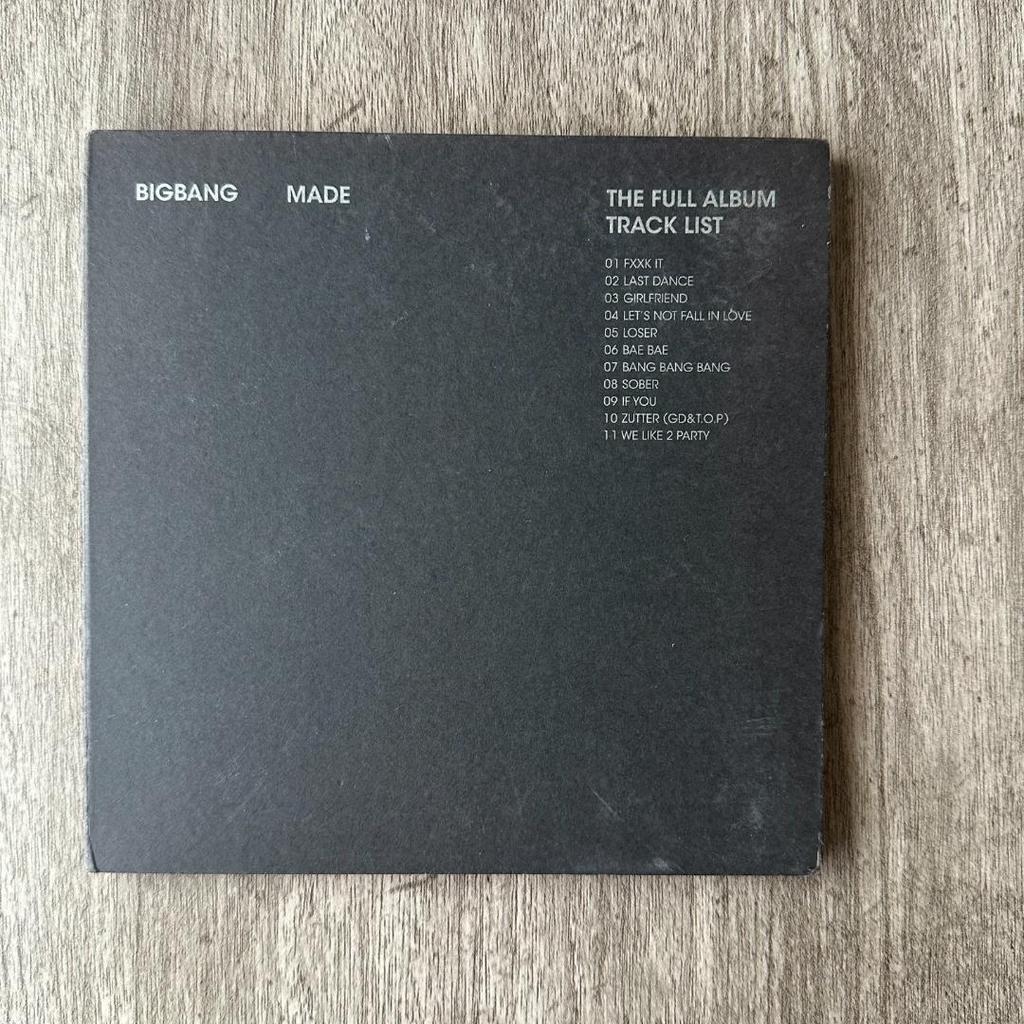 BIGBANG MADE
THE FULL ALBUM
TRACK LIST
01 FXXK IT
02 LAST DANCE
03 GIRLFRIEND
04 LET'S NOT FALL IN LOVE
05 LOSER
06 BAE BAE
07 BANG BANG BANG
08 SOBER
09 IF YOU
10 ZUTTER (GD&T.O.P)
11 WE LIKE 2 PARTY